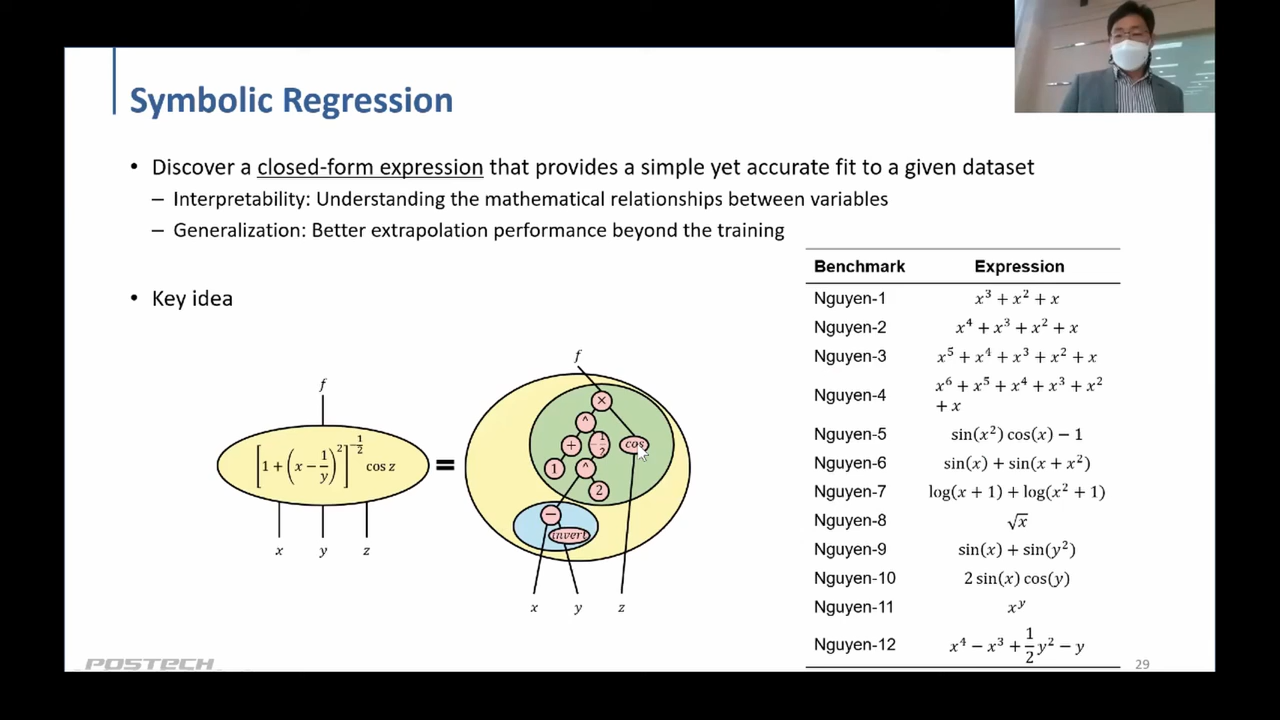 Symbolic Regression
• Discover a closed-form expression that provides a simple yet accurate fit to a given dataset
– Interpretability: Understanding the mathematical relationships between variables
– Generalization: Better extrapolation performance beyond the training
• Key idea
f
[1 + (x − 1/y)²]^(−1/2) cos z
x y z
=
f
×
^
+ −1/2 cos
1 ^
2
−
invert
x y z
Benchmark Expression
Nguyen-1 x³ + x² + x
Nguyen-2 x⁴ + x³ + x² + x
Nguyen-3 x⁵ + x⁴ + x³ + x² + x
Nguyen-4 x⁶ + x⁵ + x⁴ + x³ + x²
+ x
Nguyen-5 sin(x²) cos(x) − 1
Nguyen-6 sin(x) + sin(x + x²)
Nguyen-7 log(x + 1) + log(x² + 1)
Nguyen-8 √x
Nguyen-9 sin(x) + sin(y²)
Nguyen-10 2 sin(x) cos(y)
Nguyen-11 xʸ
Nguyen-12 x⁴ − x³ + 1/2 y² − y
POSTECH
29